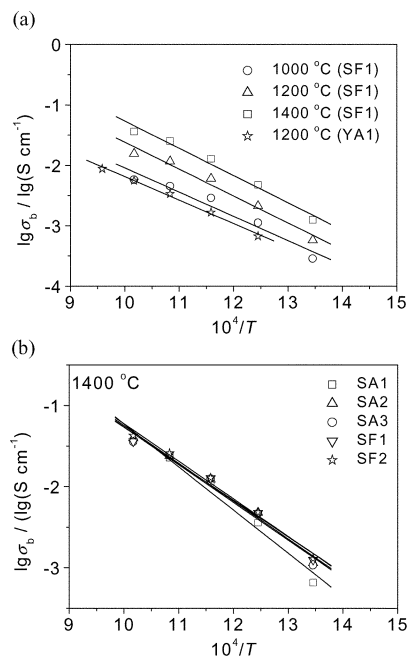 (a)
0
-1
-2
-3
-4
1000 °C (SF1)
1200 °C (SF1)
1400 °C (SF1)
1200 °C (YA1)
lgσb / lg(S cm-1)
9 10 11 12 13 14 15
10^4/T
(b)
1400 °C
SA1
SA2
SA3
SF1
SF2
-1
-2
-3
lgσb / (lg(S cm-1)
9 10 11 12 13 14 15
10^4/T